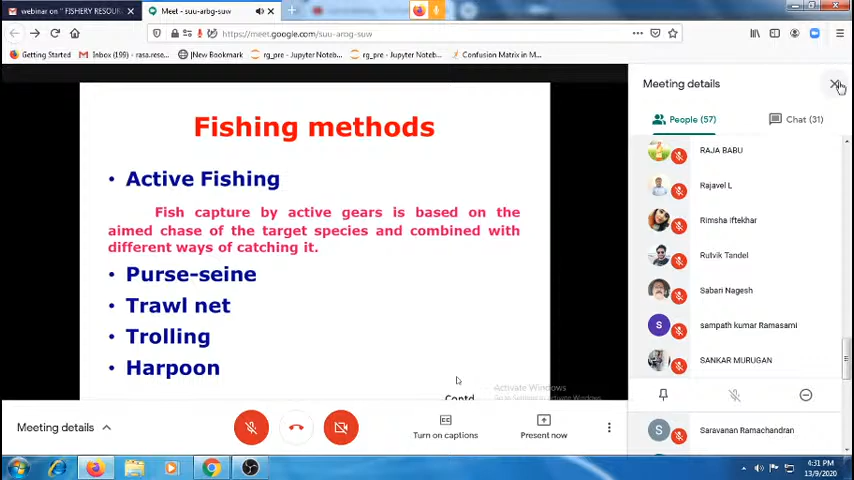 webinar on " FISHERY RESOUR
Meet - suu-arbg-suw
https://meet.google.com/suu-arbg-suw
Getting Started
Inbox (199) - rasa.rese...
|New Bookmark
rg_pre - Jupyter Noteb...
rg_pre - Jupyter Noteb...
Confusion Matrix in M...
Fishing methods
• Active Fishing
Fish capture by active gears is based on the
aimed chase of the target species and combined with
different ways of catching it.
• Purse-seine
• Trawl net
• Trolling
• Harpoon
Contd
Activate Windows
Meeting details
People (57)
Chat (31)
RAJA BABU
Rajavel L
Rimsha Iftekhar
Rutvik Tandel
Sabari Nagesh
S
sampath kumar Ramasami
SANKAR MURUGAN
S
Saravanan Ramachandran
Meeting details
Turn on captions
Present now
4:31 PM
13/9/2020